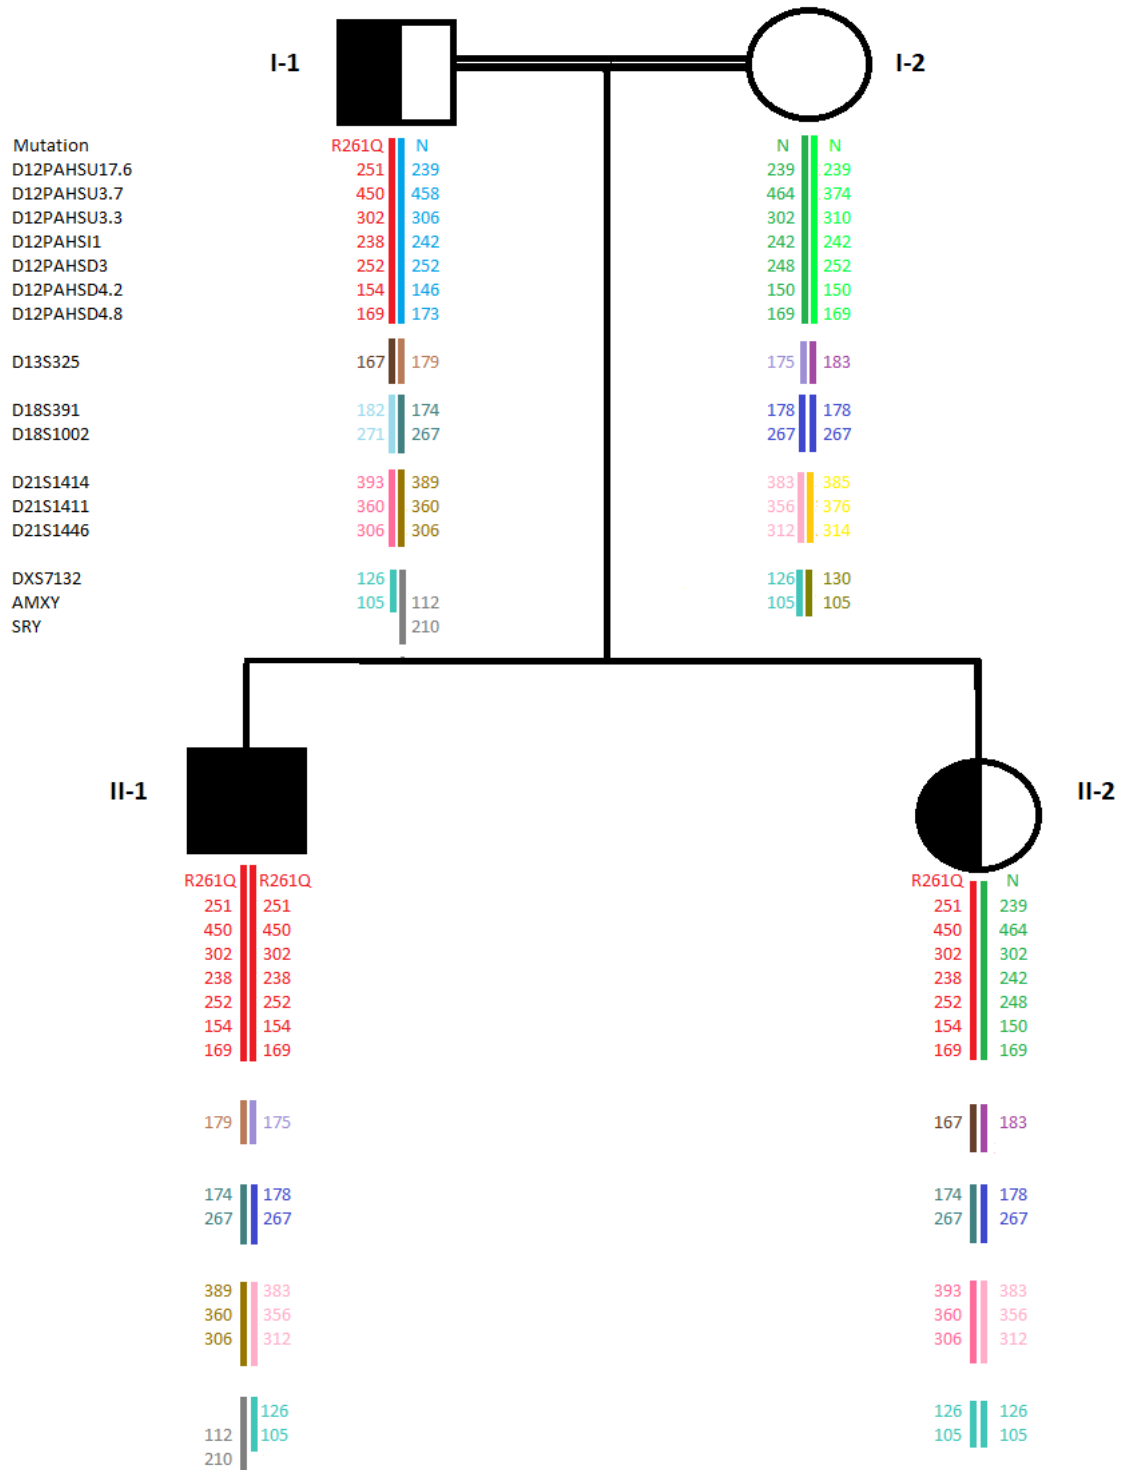 I-1 I-2
Mutation R261Q N N N
D12PAHSU17.6 251 239 239 239
D12PAHSU3.7 450 458 464 374
D12PAHSU3.3 302 306 302 310
D12PAHSI1 238 242 242 242
D12PAHSD3 252 252 248 252
D12PAHSD4.2 154 146 150 150
D12PAHSD4.8 169 173 169 169
D13S325 167 179 175 183
D18S391 182 174 178 178
D18S1002 271 267 267 267
D21S1414 393 389 383 385
D21S1411 360 360 356 376
D21S1446 306 306 312 314
DXS7132 126 126 130
AMXY 105 112 105 105
SRY 210
II-1 II-2
R261Q R261Q R261Q N
251 251 251 239
450 450 450 464
302 302 302 302
238 238 238 242
252 252 252 248
154 154 154 150
169 169 169 169
179 175 167 183
174 178 174 178
267 267 267 267
389 383 393 383
360 356 360 356
306 312 306 312
126 126 126
112 105 105 105
210